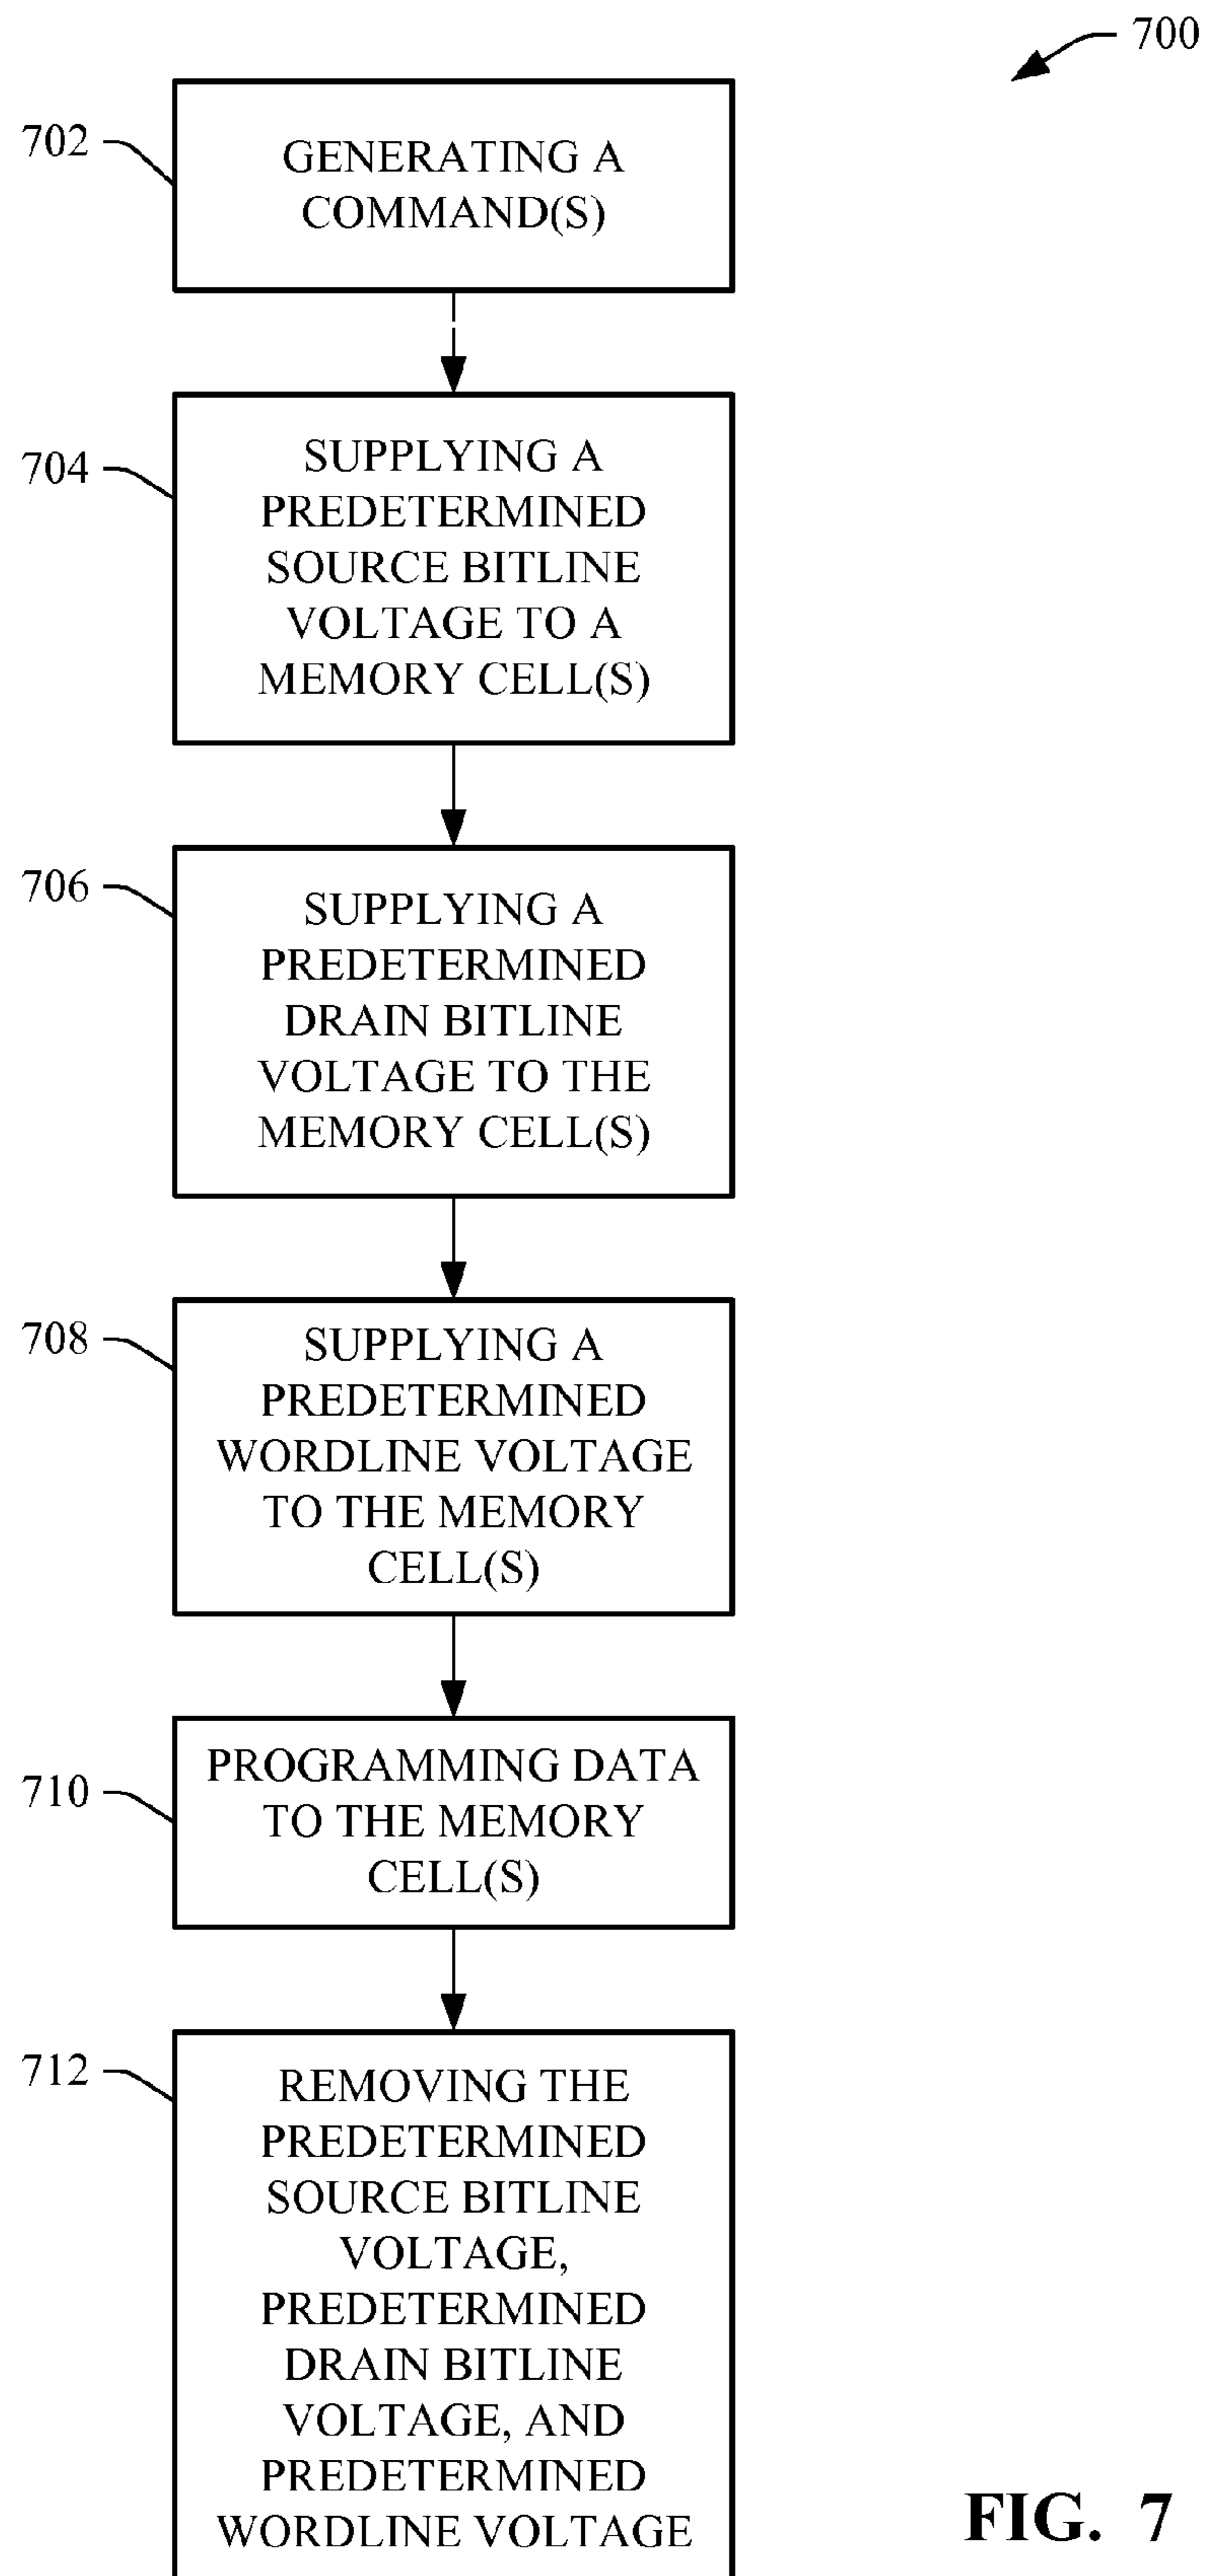 700
702
GENERATING A
COMMAND(S)
704
SUPPLYING A
PREDETERMINED
SOURCE BITLINE
VOLTAGE TO A
MEMORY CELL(S)
706
SUPPLYING A
PREDETERMINED
DRAIN BITLINE
VOLTAGE TO THE
MEMORY CELL(S)
708
SUPPLYING A
PREDETERMINED
WORDLINE VOLTAGE
TO THE MEMORY
CELL(S)
710
PROGRAMMING DATA
TO THE MEMORY
CELL(S)
712
REMOVING THE
PREDETERMINED
SOURCE BITLINE
VOLTAGE,
PREDETERMINED
DRAIN BITLINE
VOLTAGE, AND
PREDETERMINED
WORDLINE VOLTAGE
FIG. 7